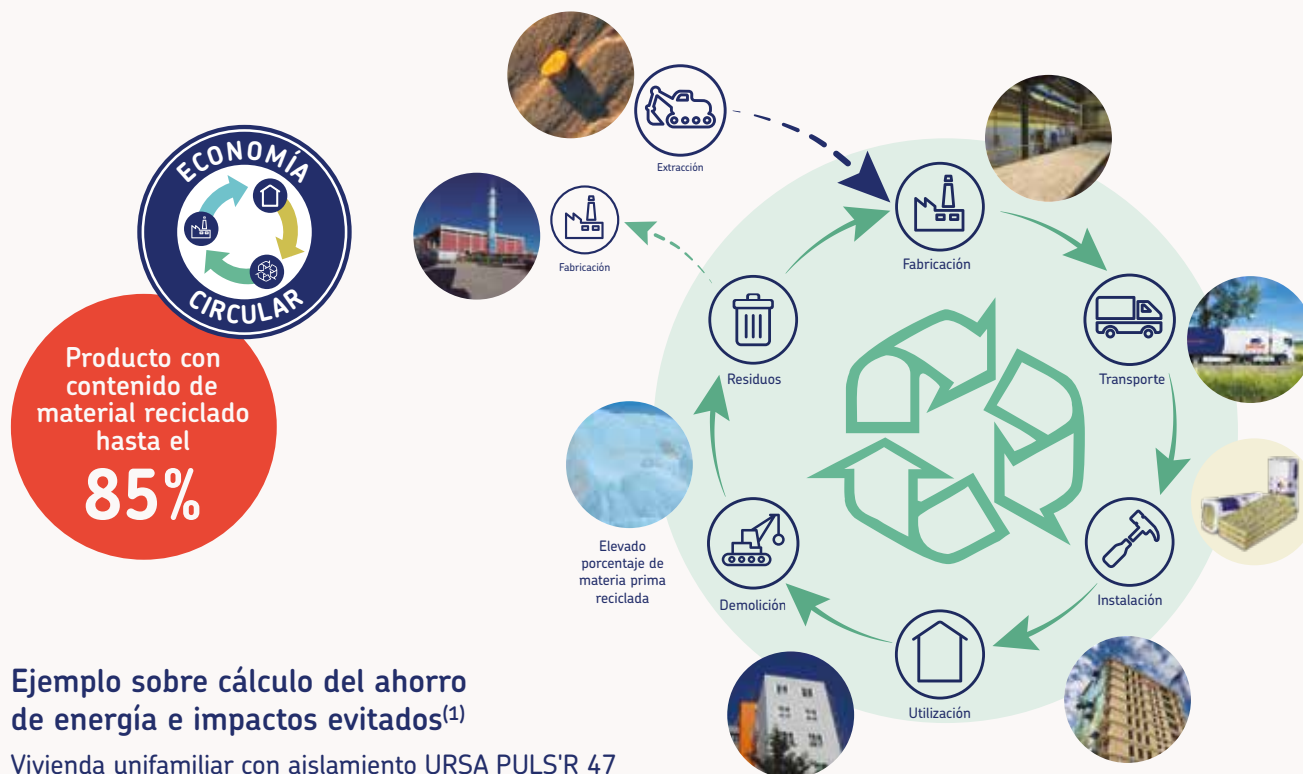 ECONOMÍA
CIRCULAR
Producto con
contenido de
material reciclado
hasta el
85%
Extracción
Fabricación
Fabricación
Residuos
Transporte
Elevado
porcentaje de
materia prima
reciclada
Demolición
Instalación
Utilización
Ejemplo sobre cálculo del ahorro
de energía e impactos evitados(1)
Vivienda unifamiliar con aislamiento URSA PULS'R 47